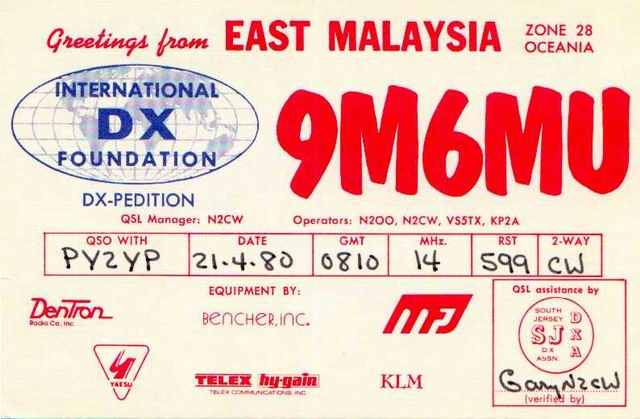 Greetings from EAST MALAYSIA
ZONE 28
OCEANIA
INTERNATIONAL
DX
FOUNDATION
DX-PEDITION
9M6MU
QSL Manager: N2CW
Operators: N2OO, N2CW, VS5TX, KP2A
QSO WITH DATE GMT MHz. RST 2-WAY
PY2YP 21.4.80 0810 14 599 CW
EQUIPMENT BY:
DenTron
Radio Co., Inc.
BENCHER, INC.
MFJ
YAESU
TELEX hy-gain
TELEX COMMUNICATIONS, INC.
KLM
QSL assistance by
SOUTH
JERSEY
SJ
DX
ASSN.
DXA
Gary N2CW
(verified by)